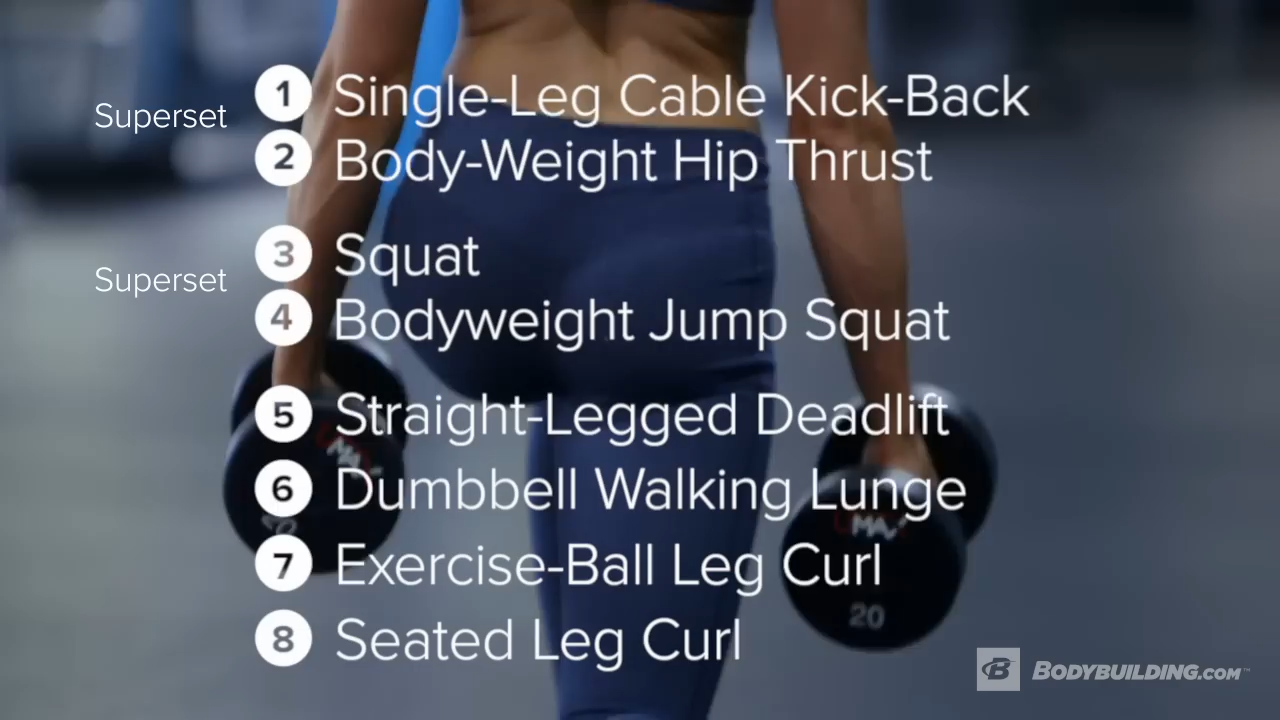 Superset
1 Single-Leg Cable Kick-Back
2 Body-Weight Hip Thrust
Superset
3 Squat
4 Bodyweight Jump Squat
5 Straight-Legged Deadlift
6 Dumbbell Walking Lunge
7 Exercise-Ball Leg Curl
8 Seated Leg Curl
20
B BODYBUILDING.COM™